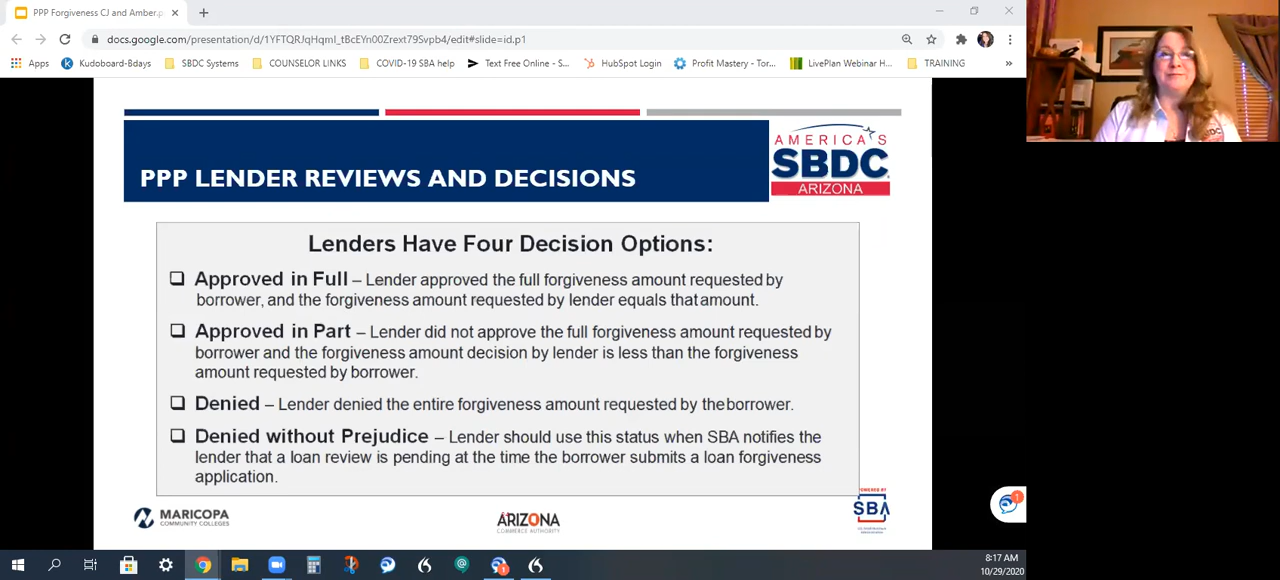 PPP Forgiveness CJ and Amber.p
docs.google.com/presentation/d/1YFTQRJqHqmI_tBcEYn00Zrext79Svpb4/edit#slide=id.p1
Apps Kudoboard-8days SBDC Systems COUNSELOR LINKS COVID-19 SBA help Text Free Online - S... HubSpot Login Profit Mastery - Tor... LivePlan Webinar H... TRAINING »
AMERICA'S
SBDC
ARIZONA
PPP LENDER REVIEWS AND DECISIONS
Lenders Have Four Decision Options:
❑ Approved in Full – Lender approved the full forgiveness amount requested by
borrower, and the forgiveness amount requested by lender equals that amount.
❑ Approved in Part – Lender did not approve the full forgiveness amount requested by
borrower and the forgiveness amount decision by lender is less than the forgiveness
amount requested by borrower.
❑ Denied – Lender denied the entire forgiveness amount requested by the borrower.
❑ Denied without Prejudice – Lender should use this status when SBA notifies the
lender that a loan review is pending at the time the borrower submits a loan forgiveness
application.
MARICOPA
COMMUNITY COLLEGES
ARIZONA
COMMERCE AUTHORITY
POWERED BY
SBA
1
SBDC
1
8:17 AM
10/29/2020